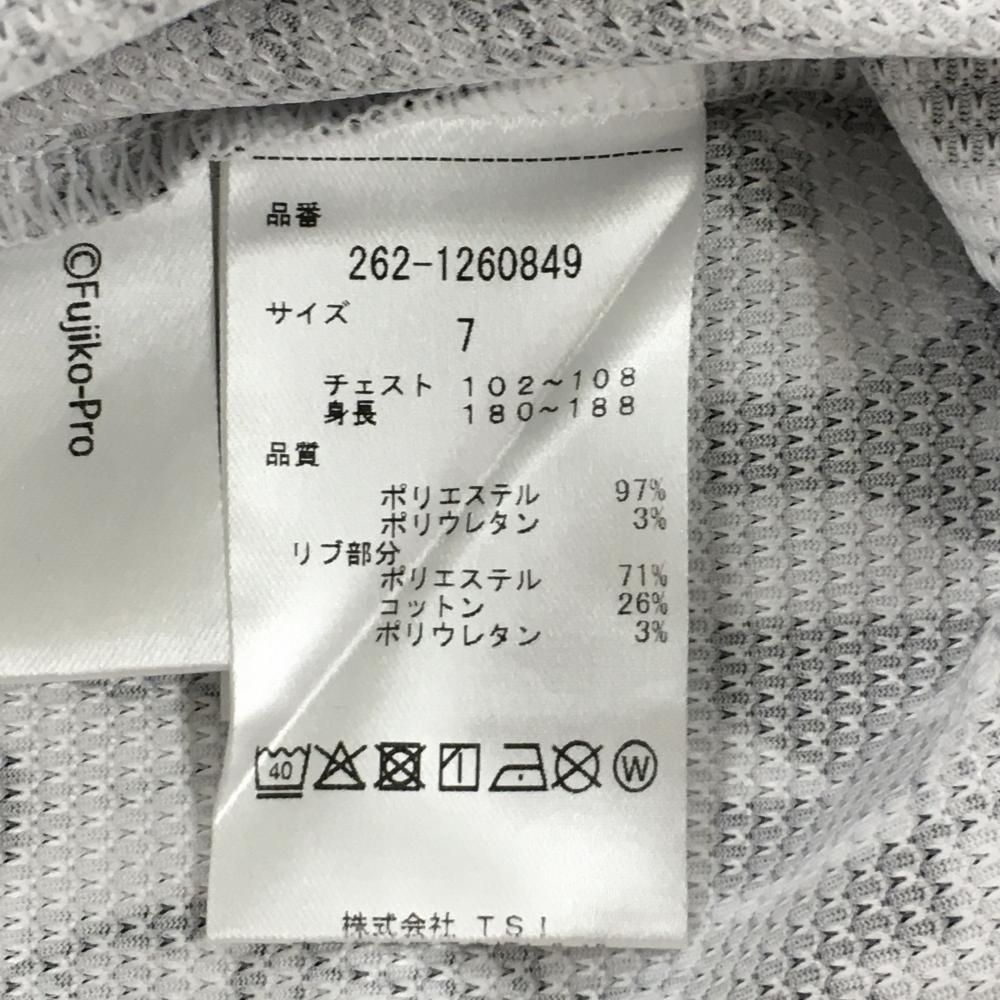 ©Fujiko-Pro
品番
262-1260849
サイズ
7
チェスト 102~108
身長 180~188
品質
ポリエステル 97%
ポリウレタン 3%
リブ部分
ポリエステル 71%
コットン 26%
ポリウレタン 3%
40
W
株式会社 TSI